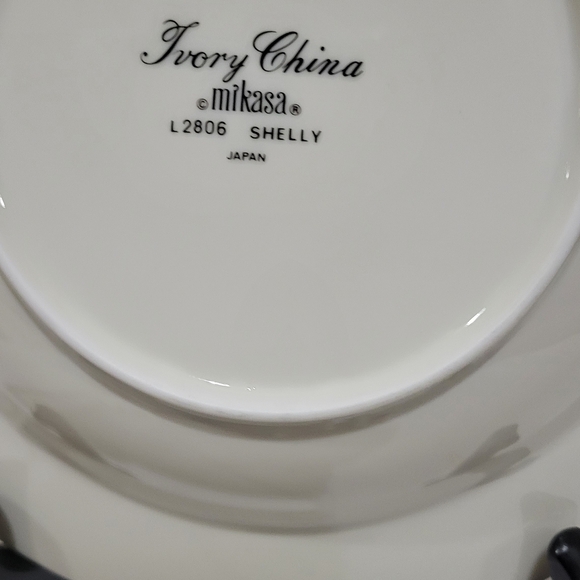 Ivory China
© mikasa ®
L2806 SHELLY
JAPAN